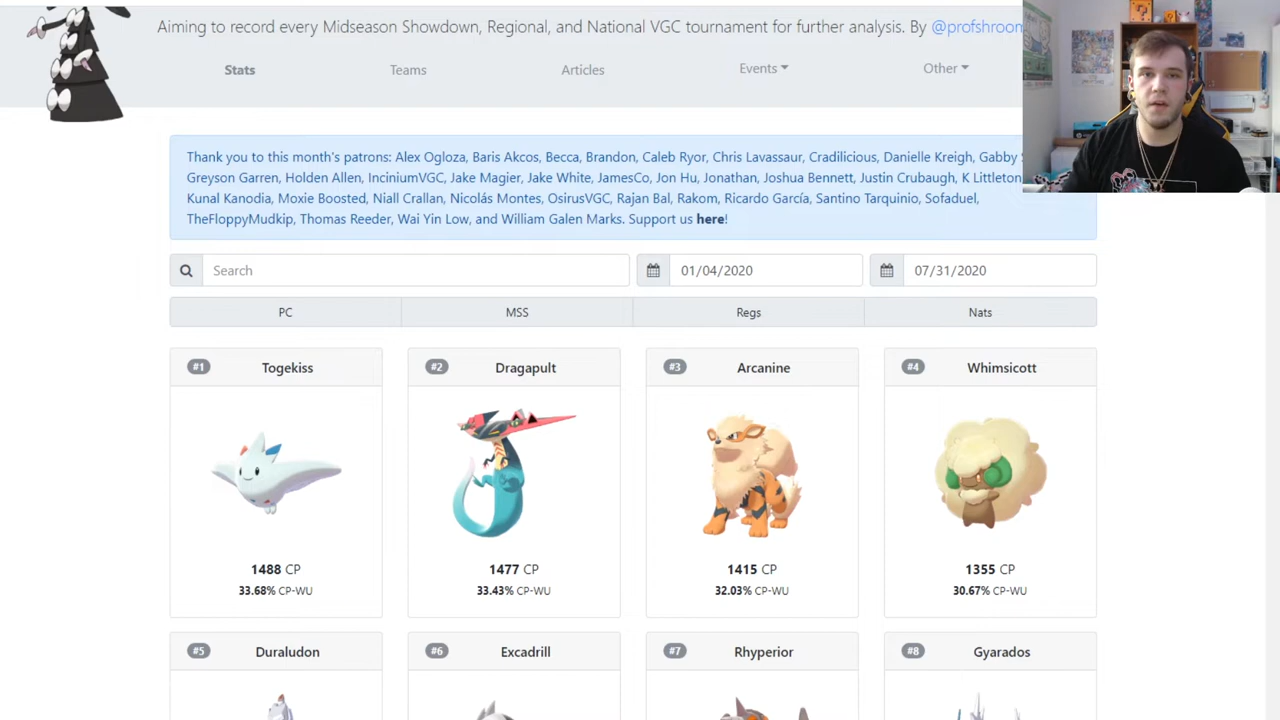 Aiming to record every Midseason Showdown, Regional, and National VGC tournament for further analysis. By @profshroom
Stats Teams Articles Events Other
Thank you to this month's patrons: Alex Ogloza, Baris Akcos, Becca, Brandon, Caleb Ryor, Chris Lavassaur, Cradilicious, Danielle Kreigh, Gabby
Greyson Garren, Holden Allen, InciniumVGC, Jake Magier, Jake White, JamesCo, Jon Hu, Jonathan, Joshua Bennett, Justin Crubaugh, K Littleton,
Kunal Kanodia, Moxie Boosted, Niall Crallan, Nicolás Montes, OsirusVGC, Rajan Bal, Rakom, Ricardo García, Santino Tarquinio, Sofaduel,
TheFloppyMudkip, Thomas Reeder, Wai Yin Low, and William Galen Marks. Support us here!
Search 01/04/2020 07/31/2020
PC MSS Regs Nats
#1 Togekiss #2 Dragapult #3 Arcanine #4 Whimsicott
1488 CP 1477 CP 1415 CP 1355 CP
33.68% CP-WU 33.43% CP-WU 32.03% CP-WU 30.67% CP-WU
#5 Duraludon #6 Excadrill #7 Rhyperior #8 Gyarados